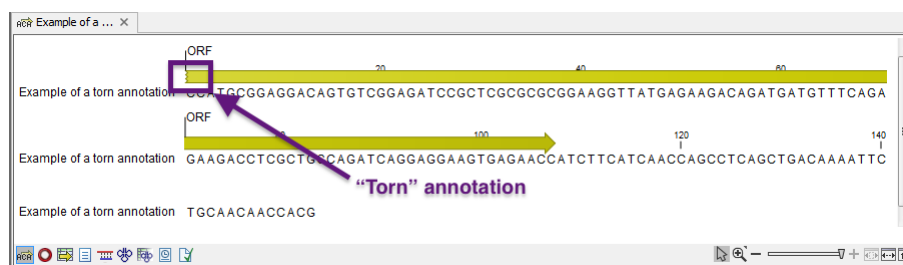 Example of a ...
ORF
20 40 60
Example of a torn annotation CCATGCGGAGGACAGTGTCGGAGATCCGCTCGCGCGCGGAAGGTTATGAGAAGACAGATGATGTTTCAGA
ORF
100 120 140
Example of a torn annotation GAAGACCTCGCTGCCAGATCAGGAGGAAGTGAGAACCATCTTCATCAACCAGCCTCAGCTGACAAAATTC
“Torn” annotation
Example of a torn annotation TGCAACAACCACG